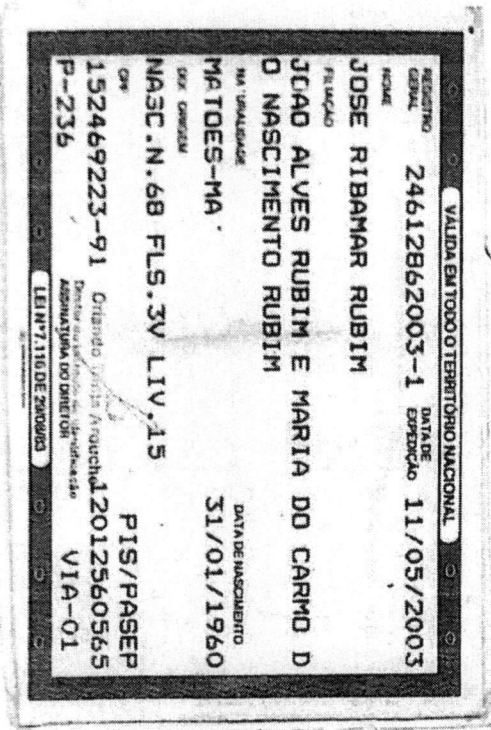 VÁLIDA EM TODO O TERRITÓRIO NACIONAL
REGISTRO GERAL 24612862003-1 DATA DE EXPEDIÇÃO 11/05/2003
NOME
JOSE RIBAMAR RUBIM
FILIAÇÃO
JOAO ALVES RUBIM E MARIA DO CARMO D
O NASCIMENTO RUBIM
NATURALIDADE DATA DE NASCIMENTO
MATOES-MA 31/01/1960
DOC ORIGEM
NASC.N.68 FLS.3V LIV.15
PIS/PASEP
CPF
152469223-91 Orlando Arouche 12012560565
P-236 VIA-01
ASSINATURA DO DIRETOR
LEI Nº 7.116 DE 29/08/83